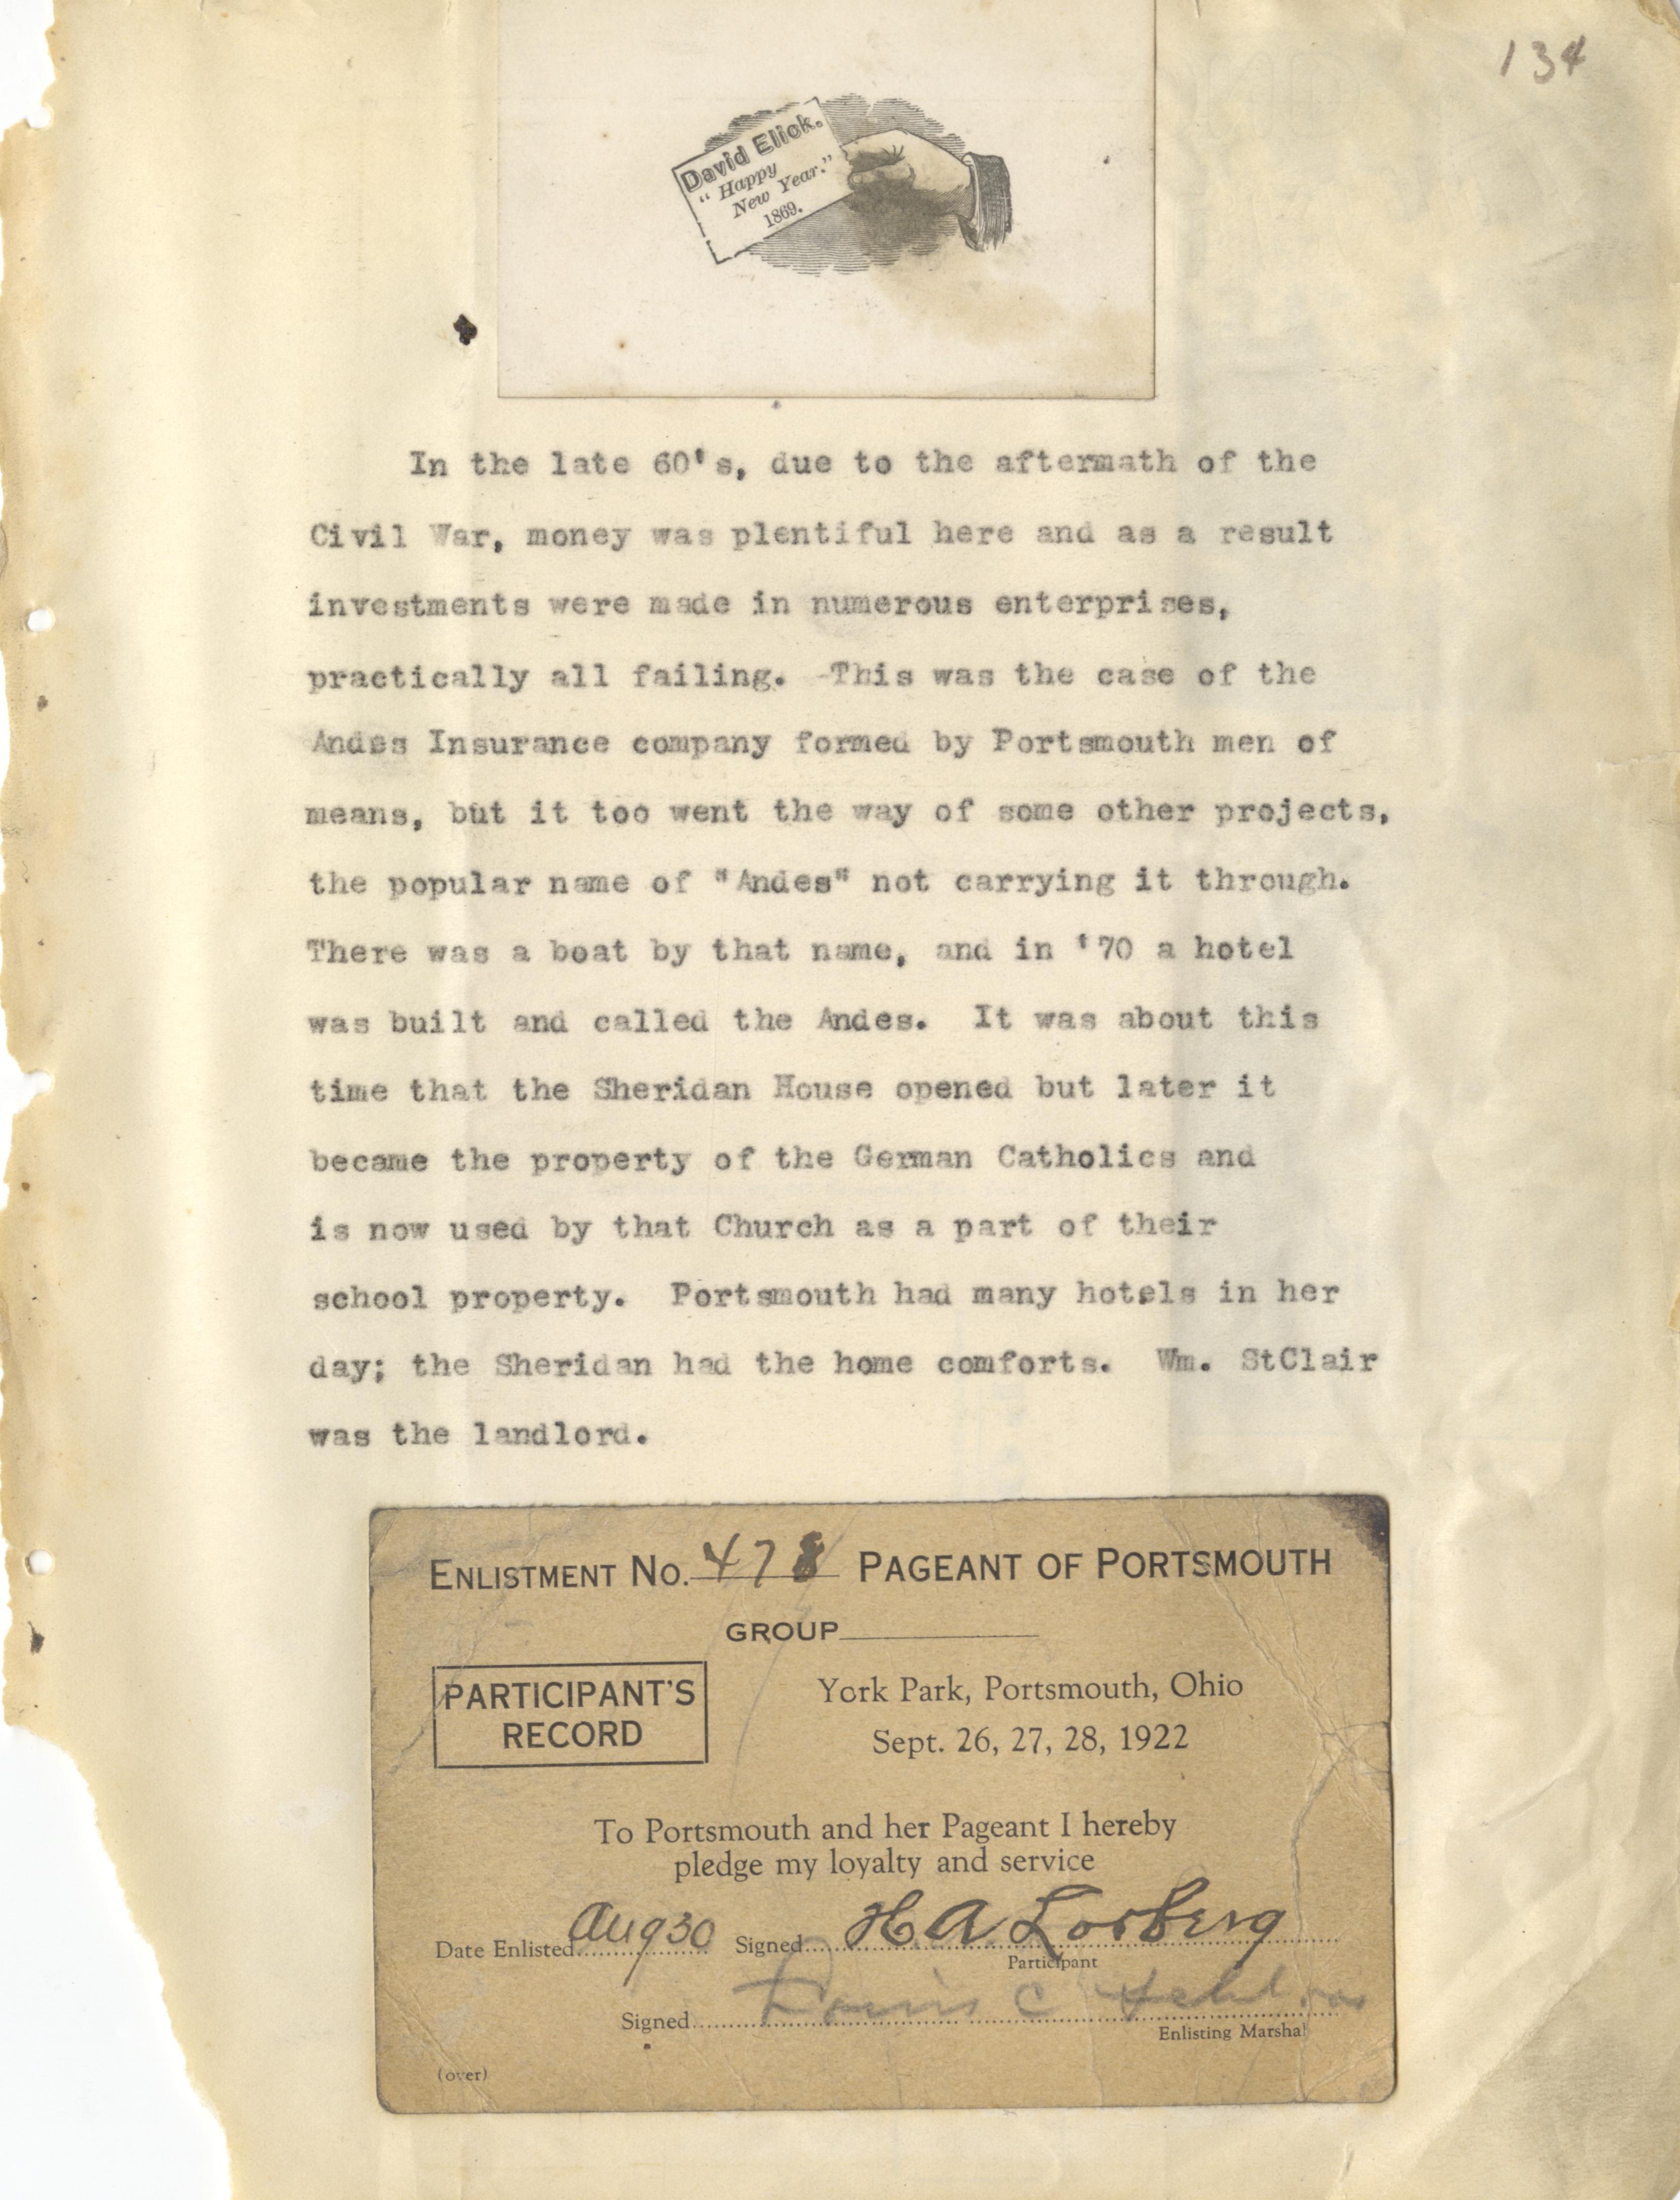 134
David Elick.
"Happy
New Year."
1869.
In the late 60's, due to the aftermath of the
Civil War, money was plentiful here and as a result
investments were made in numerous enterprises,
practically all failing. This was the case of the
Andes Insurance company formed by Portsmouth men of
means, but it too went the way of some other projects,
the popular name of "Andes" not carrying it through.
There was a boat by that name, and in '70 a hotel
was built and called the Andes. It was about this
time that the Sheridan House opened but later it
became the property of the German Catholics and
is now used by that Church as a part of their
school property. Portsmouth had many hotels in her
day; the Sheridan had the home comforts. Wm. StClair
was the landlord.
ENLISTMENT NO. 478 PAGEANT OF PORTSMOUTH
GROUP
PARTICIPANT'S
RECORD
York Park, Portsmouth, Ohio
Sept. 26, 27, 28, 1922
To Portsmouth and her Pageant I hereby
pledge my loyalty and service
Date Enlisted Aug 30 Signed H A Lorberg
Participant
Signed C
Enlisting Marshal
(over)